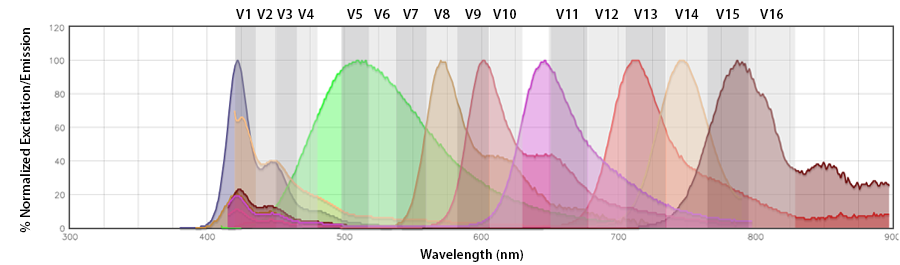 V1 V2 V3 V4 V5 V6 V7 V8 V9 V10 V11 V12 V13 V14 V15 V16
% Normalized Excitation/Emission
120
100
80
60
40
20
0
300 400 500 600 700 800 900
Wavelength (nm)